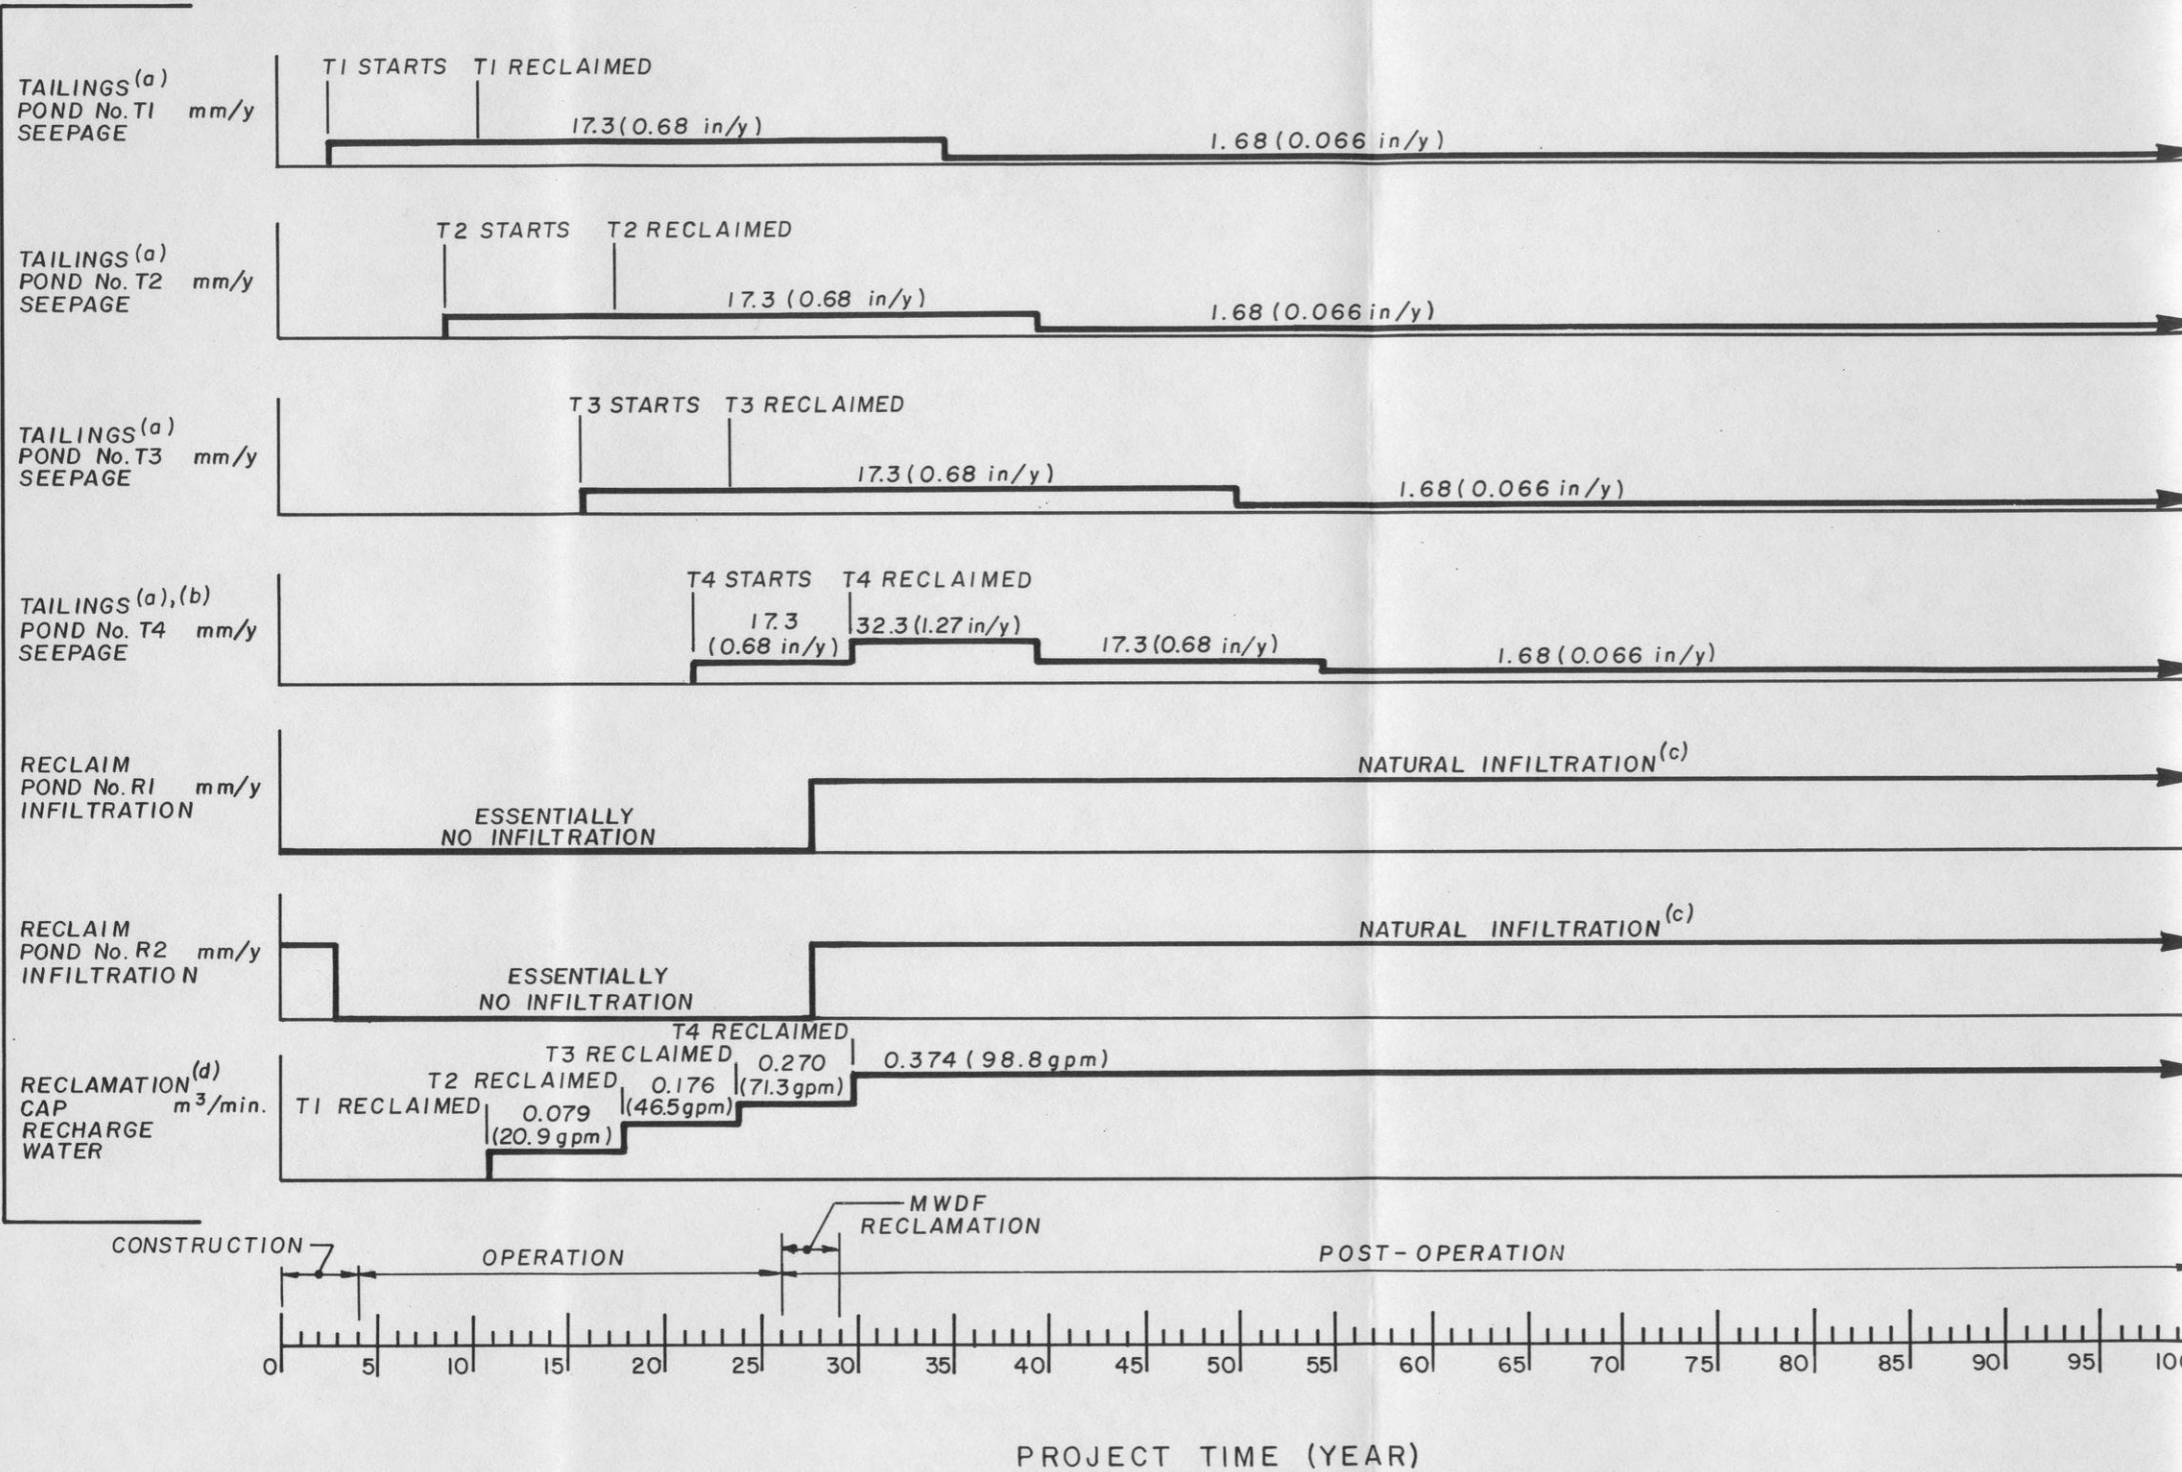 T1 STARTS T1 RECLAIMED
TAILINGS (a)
POND No. T1 mm/y
SEEPAGE
17.3 (0.68 in/y)
1.68 (0.066 in/y)
T2 STARTS T2 RECLAIMED
TAILINGS (a)
POND No. T2 mm/y
SEEPAGE
17.3 (0.68 in/y)
1.68 (0.066 in/y)
T3 STARTS T3 RECLAIMED
TAILINGS (a)
POND No. T3 mm/y
SEEPAGE
17.3 (0.68 in/y)
1.68 (0.066 in/y)
T4 STARTS T4 RECLAIMED
TAILINGS (a),(b)
POND No. T4 mm/y
SEEPAGE
17.3
(0.68 in/y)
32.3 (1.27 in/y)
17.3 (0.68 in/y)
1.68 (0.066 in/y)
RECLAIM
POND No. R1 mm/y
INFILTRATION
ESSENTIALLY
NO INFILTRATION
NATURAL INFILTRATION (c)
RECLAIM
POND No. R2 mm/y
INFILTRATION
ESSENTIALLY
NO INFILTRATION
NATURAL INFILTRATION (c)
RECLAMATION (d)
CAP m³/min.
RECHARGE
WATER
T1 RECLAIMED
0.079
(20.9 gpm)
T2 RECLAIMED
0.176
(46.5 gpm)
T3 RECLAIMED
0.270
(71.3 gpm)
T4 RECLAIMED
0.374 (98.8 gpm)
MWDF
RECLAMATION
CONSTRUCTION
OPERATION
POST-OPERATION
0 5 10 15 20 25 30 35 40 45 50 55 60 65 70 75 80 85 90 95
PROJECT TIME (YEAR)